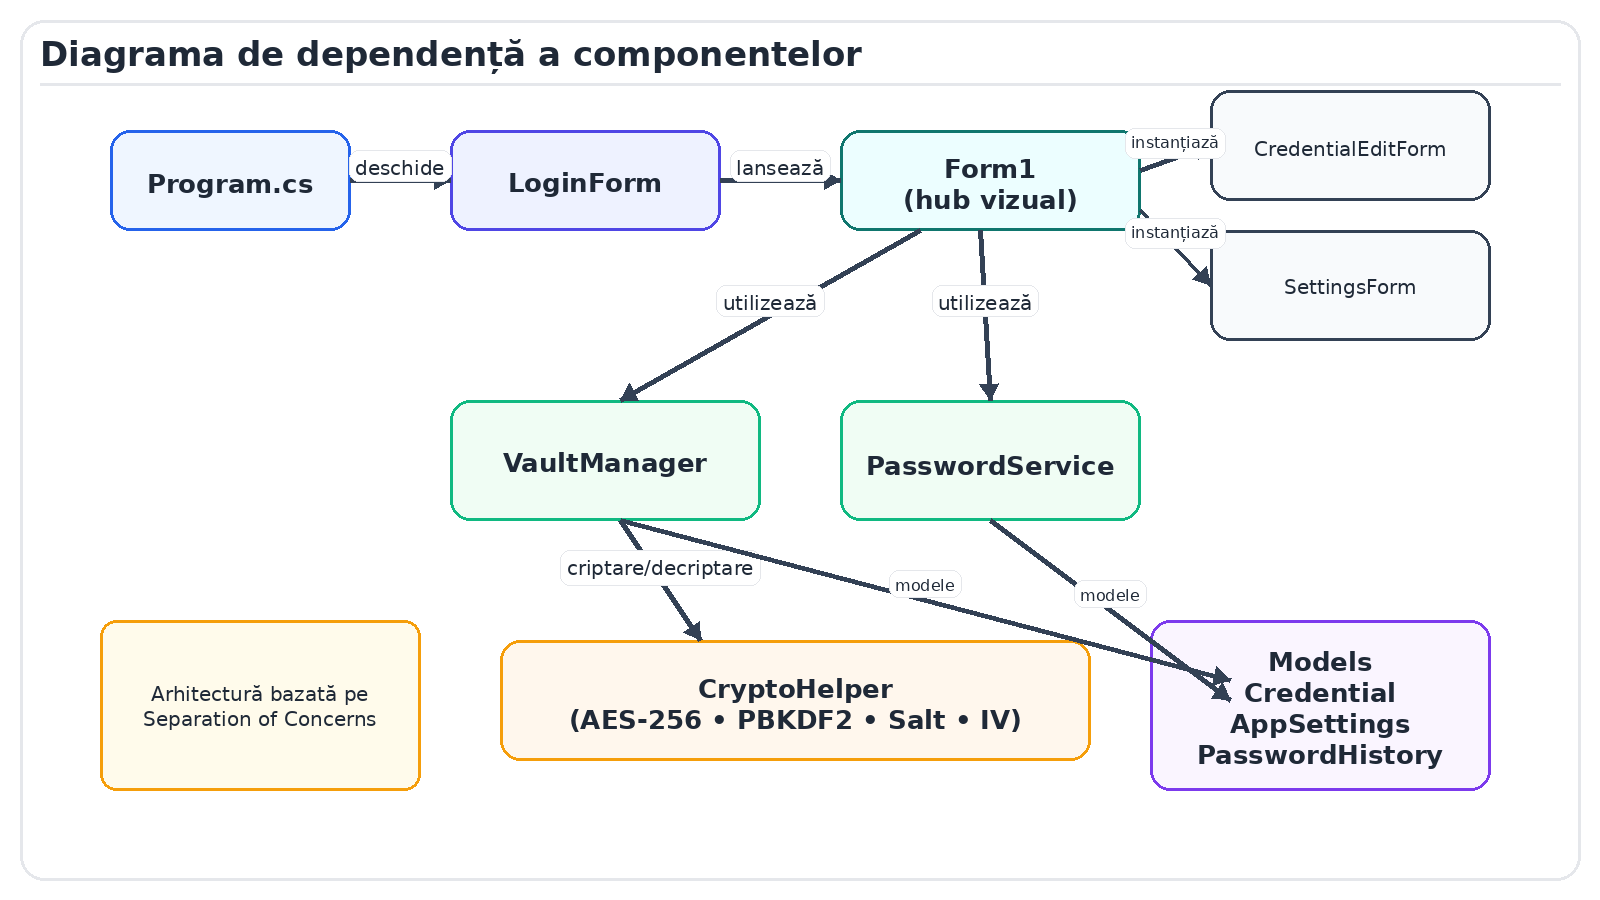 Diagrama de dependență a componentelor
Program.cs
deschide
LoginForm
lansează
Form1
(hub vizual)
instanțiază
CredentialEditForm
instanțiază
SettingsForm
utilizează
utilizează
VaultManager
PasswordService
criptare/decriptare
modele
modele
Arhitectură bazată pe
Separation of Concerns
CryptoHelper
(AES-256 • PBKDF2 • Salt • IV)
Models
Credential
AppSettings
PasswordHistory